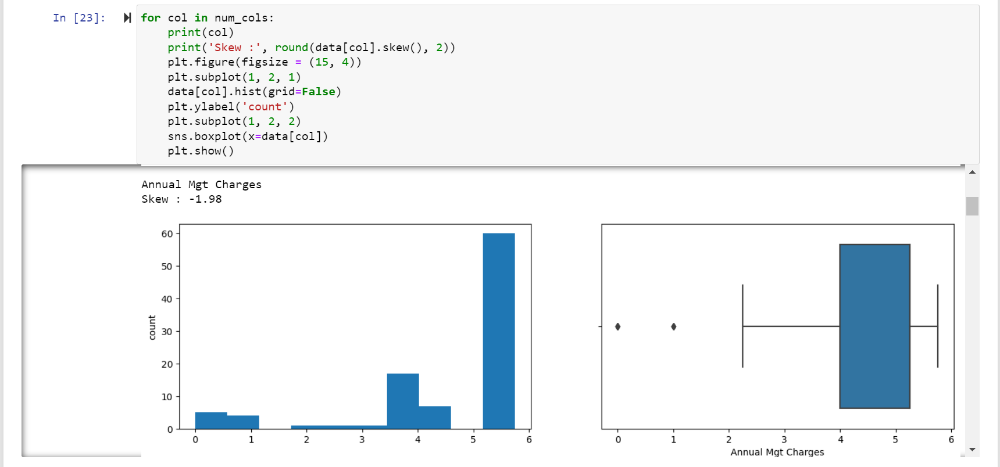 In [23]:
for col in num_cols:
    print(col)
    print('Skew :', round(data[col].skew(), 2))
    plt.figure(figsize = (15, 4))
    plt.subplot(1, 2, 1)
    data[col].hist(grid=False)
    plt.ylabel('count')
    plt.subplot(1, 2, 2)
    sns.boxplot(x=data[col])
    plt.show()
Annual Mgt Charges
Skew : -1.98
60
50
40
30
20
10
0
count
0 1 2 3 4 5 6
0 1 2 3 4 5 6
Annual Mgt Charges